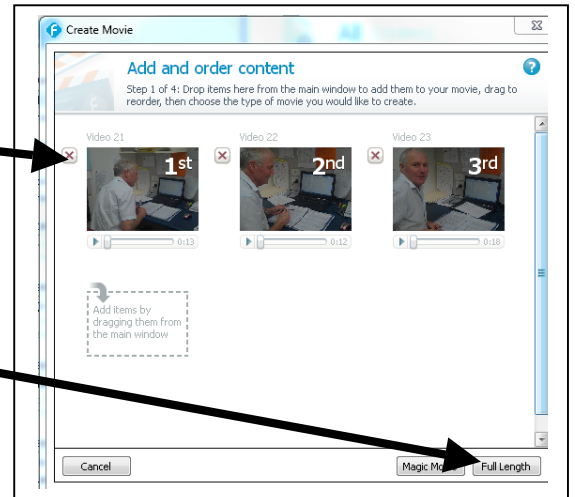 Create Movie
Add and order content
Step 1 of 4: Drop items here from the main window to add them to your movie, drag to
reorder, then choose the type of movie you would like to create.
Video 21 Video 22 Video 23
1st 2nd 3rd
0:13 0:12 0:18
Add items by
dragging them from
the main window
Cancel Magic Full Length